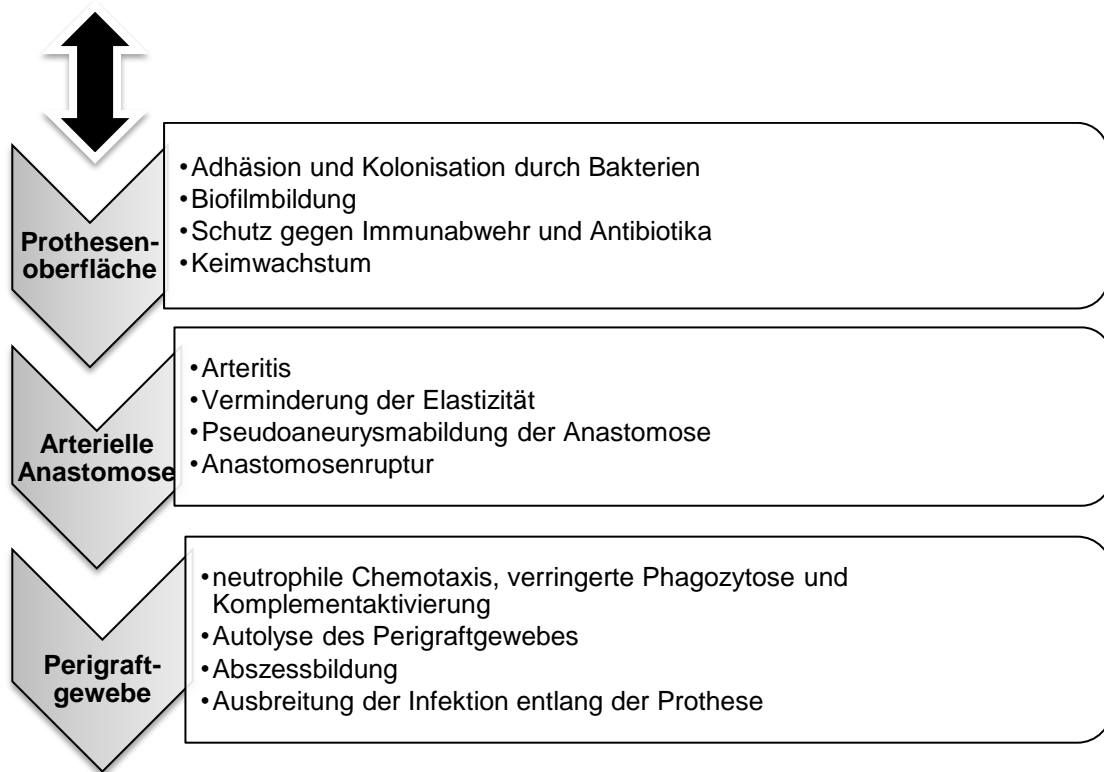 Prothesen-
oberfläche
•Adhäsion und Kolonisation durch Bakterien
•Biofilmbildung
•Schutz gegen Immunabwehr und Antibiotika
•Keimwachstum
Arterielle
Anastomose
•Arteritis
•Verminderung der Elastizität
•Pseudoaneurysmabildung der Anastomose
•Anastomosenruptur
Perigraft-
gewebe
•neutrophile Chemotaxis, verringerte Phagozytose und
Komplementaktivierung
•Autolyse des Perigraftgewebes
•Abszessbildung
•Ausbreitung der Infektion entlang der Prothese